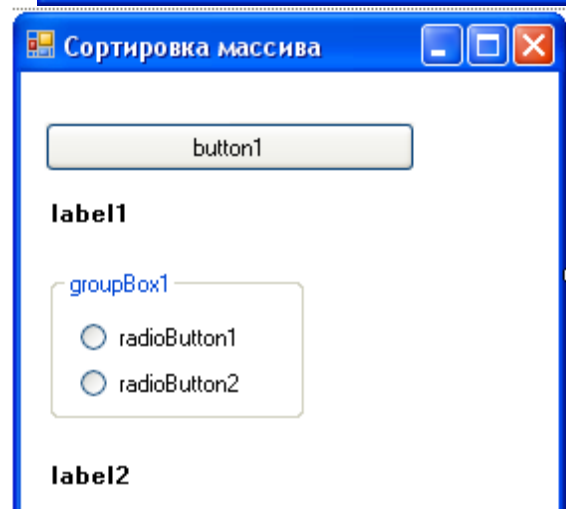 Сортировка массива
button1
label1
groupBox1
radioButton1
radioButton2
label2